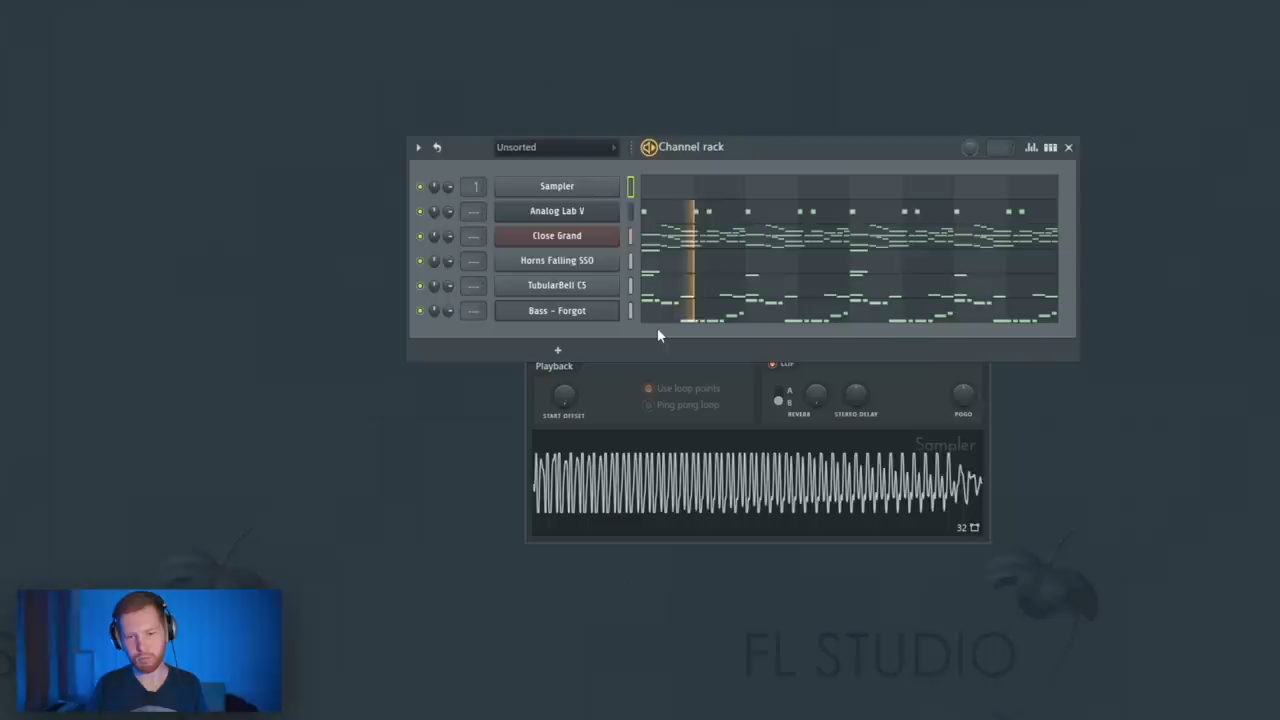 Unsorted
Channel rack
1
Sampler
Analog Lab V
Close Grand
Horns Falling SSO
TubularBell C5
Bass - Forgot
+
Playback
Use loop points
Ping pong loop
START OFFSET
A
B
REVERB
STEREO DELAY
POGO
Sampler
32
FL STUDIO